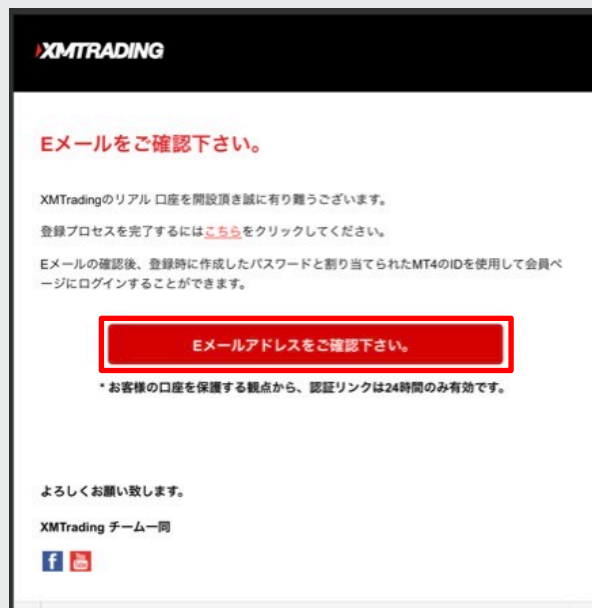 XMTRADING
Eメールをご確認下さい。
XMTradingのリアル 口座を開設頂き誠に有り難うございます。
登録プロセスを完了するにはこちらをクリックしてください。
Eメールの確認後、登録時に作成したパスワードと割り当てられたMT4のIDを使用して会員ペ
ージにログインすることができます。
Eメールアドレスをご確認下さい。
* お客様の口座を保護する観点から、認証リンクは24時間のみ有効です。
よろしくお願い致します。
XMTrading チーム一同